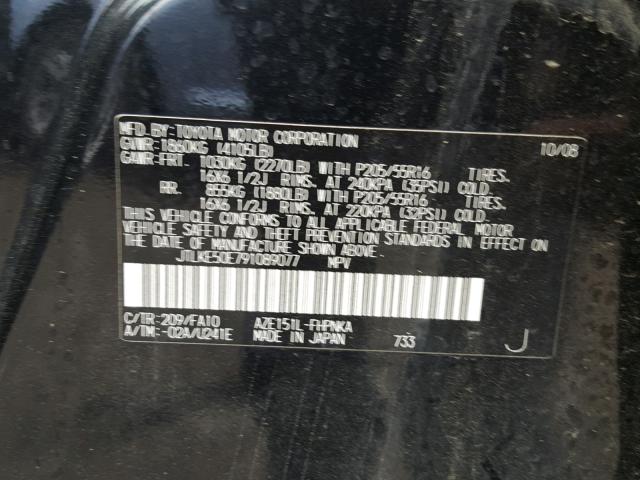 MFD. BY: TOYOTA MOTOR CORPORATION 10/08
GVWR: 1860KG (4105LB)
GAWR-FRT. 1030KG (2270LB) WITH P205/55R16 TIRES.
16X6 1/2J RIMS. AT 240KPA (35PSI) COLD.
RR. 855KG (1880LB) WITH P205/55R16 TIRES.
16X6 1/2J RIMS. AT 220KPA (32PSI) COLD.
THIS VEHICLE CONFORMS TO ALL APPLICABLE FEDERAL MOTOR
VEHICLE SAFETY AND THEFT PREVENTION STANDARDS IN EFFECT ON
THE DATE OF MANUFACTURE SHOWN ABOVE.
JTLKE50E791089077 MPV
C/TR:209/FA10 AZE151L-FHPNKA
A/TM:-02A/U241E MADE IN JAPAN 733 J